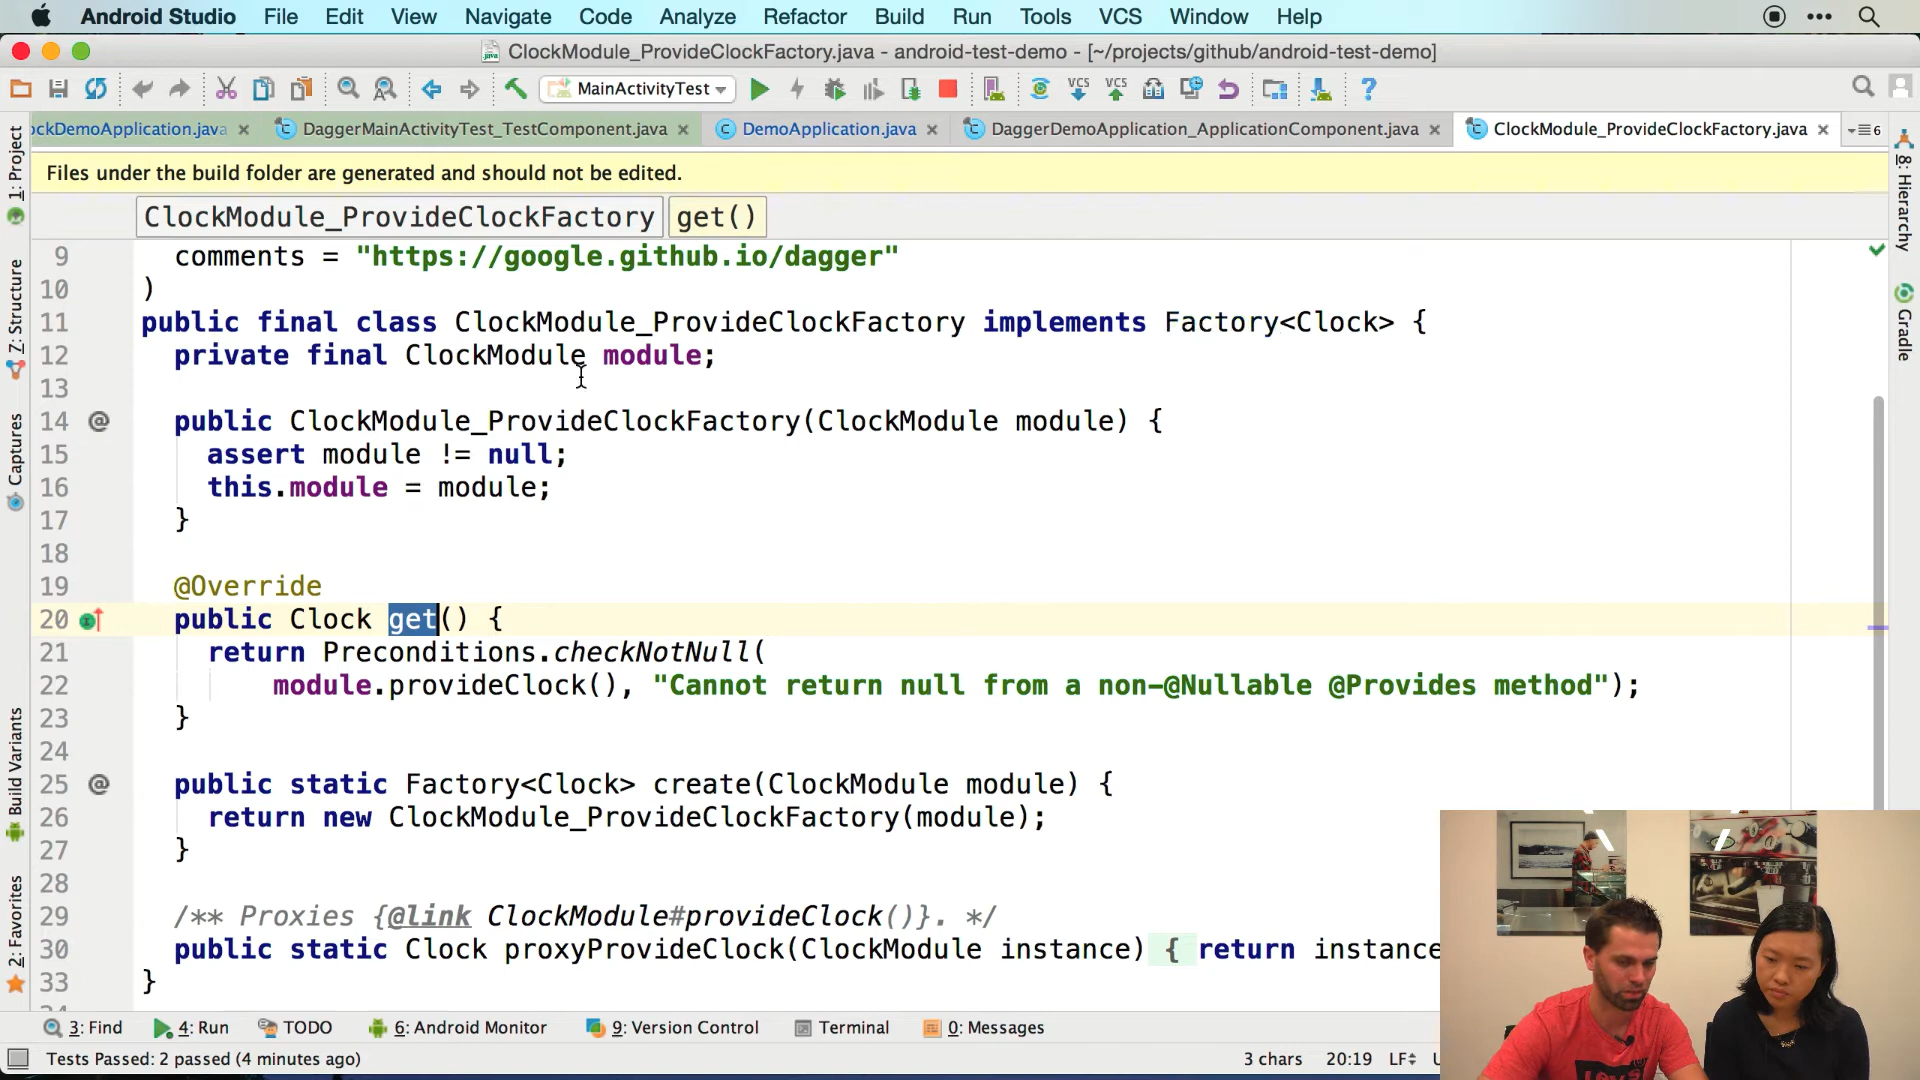 Android Studio File Edit View Navigate Code Analyze Refactor Build Run Tools VCS Window Help
ClockModule_ProvideClockFactory.java - android-test-demo - [~/projects/github/android-test-demo]
MainActivityTest VCS VCS ?
ockDemoApplication.java DaggerMainActivityTest_TestComponent.java DemoApplication.java DaggerDemoApplication_ApplicationComponent.java ClockModule_ProvideClockFactory.java 6
Files under the build folder are generated and should not be edited.
ClockModule_ProvideClockFactory get()
9 comments = "https://google.github.io/dagger"
10 )
11 public final class ClockModule_ProvideClockFactory implements Factory<Clock> {
12 private final ClockModule module;
13
14 @ public ClockModule_ProvideClockFactory(ClockModule module) {
15 assert module != null;
16 this.module = module;
17 }
18
19 @Override
20 public Clock get() {
21 return Preconditions.checkNotNull(
22 module.provideClock(), "Cannot return null from a non-@Nullable @Provides method");
23 }
24
25 @ public static Factory<Clock> create(ClockModule module) {
26 return new ClockModule_ProvideClockFactory(module);
27 }
28
29 /** Proxies {@link ClockModule#provideClock()}. */
30 public static Clock proxyProvideClock(ClockModule instance) { return instance
33 }
1: Project
7: Structure
Captures
Build Variants
2: Favorites
8: Hierarchy
Gradle
3: Find 4: Run TODO 6: Android Monitor 9: Version Control Terminal 0: Messages
Tests Passed: 2 passed (4 minutes ago) 3 chars 20:19 LF